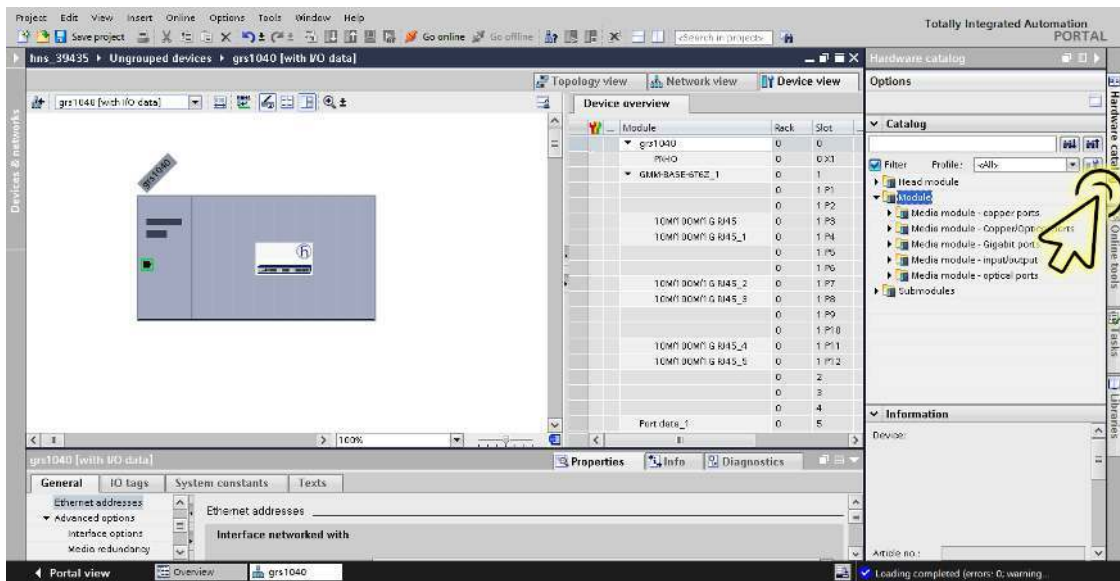 Project Edit View Insert Online Options Tools Window Help
Totally Integrated Automation
PORTAL
Save project
Go online
Go offline
<Search in project>
hns_39435 ▸ Ungrouped devices ▸ grs1040 [with I/O data]
Hardware catalog
Topology view
Network view
Device view
Options
grs1040 [with I/O data]
Device overview
Module Rack Slot
grs1040 0 0
PN-IO 0 0 X1
GMM-BASE-6T6Z_1 0 1
0 1 P1
0 1 P2
10M/100M/1G RJ45 0 1 P3
10M/100M/1G RJ45_1 0 1 P4
0 1 P5
0 1 P6
10M/100M/1G RJ45_2 0 1 P7
10M/100M/1G RJ45_3 0 1 P8
0 1 P9
0 1 P10
10M/100M/1G RJ45_4 0 1 P11
10M/100M/1G RJ45_5 0 1 P12
0 2
0 3
0 4
Port data_1 0 5
Catalog
Filter Profile: <All>
Head module
Module
Media module - copper ports
Media module - Copper/Optical ports
Media module - Gigabit ports
Media module - input/output
Media module - optical ports
Submodules
Information
Device:
Article no.:
Devices & networks
grs1040
h
100%
Hardware catal
Online tools
Tasks
Libraries
grs1040 [with I/O data]
Properties
Info
Diagnostics
General
IO tags
System constants
Texts
Ethernet addresses
Advanced options
Interface options
Media redundancy
Ethernet addresses
Interface networked with
Portal view
Overview
grs1040
Loading completed (errors: 0; warning...